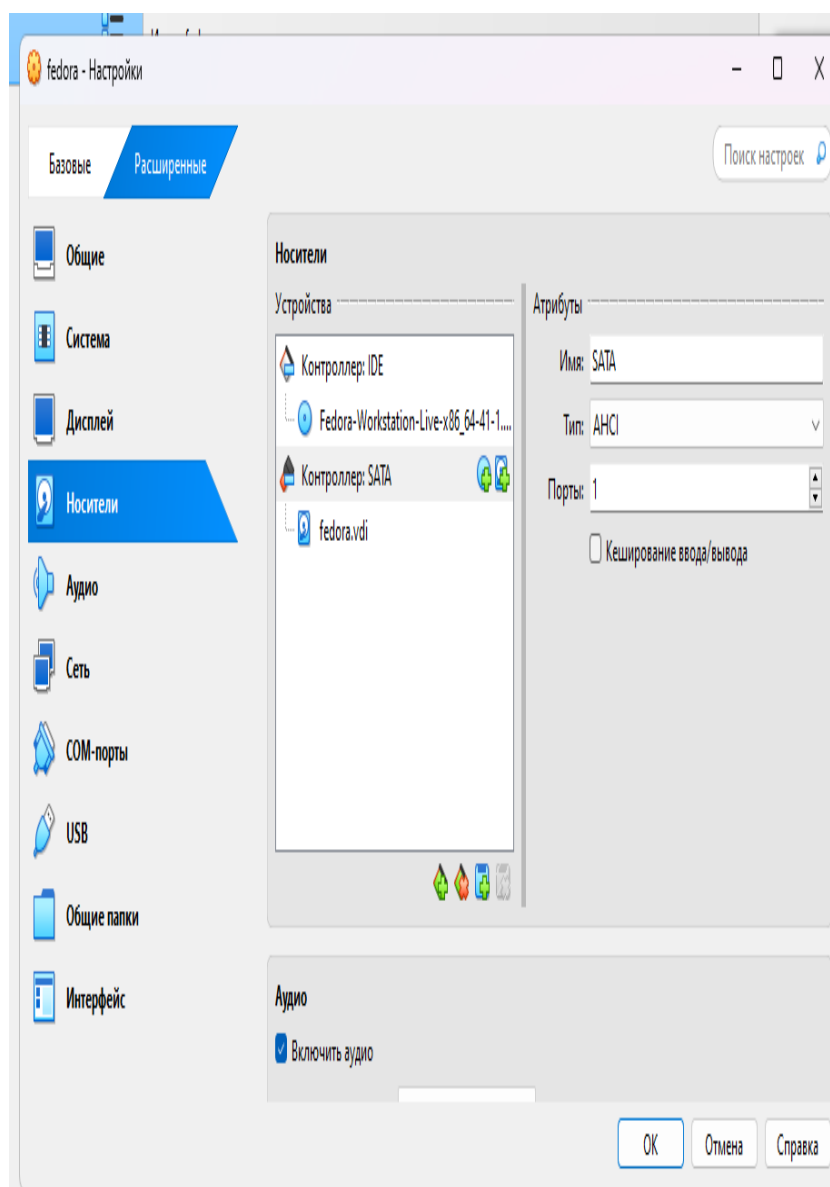 fedora - Настройки
Базовые
Расширенные
Поиск настроек
Общие
Система
Дисплей
Носители
Аудио
Сеть
COM-порты
USB
Общие папки
Интерфейс
Носители
Устройства
Контроллер: IDE
Fedora-Workstation-Live-x86_64-41-1....
Контроллер: SATA
fedora.vdi
Атрибуты
Имя: SATA
Тип: AHCI
Порты: 1
Кеширование ввода/вывода
Аудио
Включить аудио
OK
Отмена
Справка